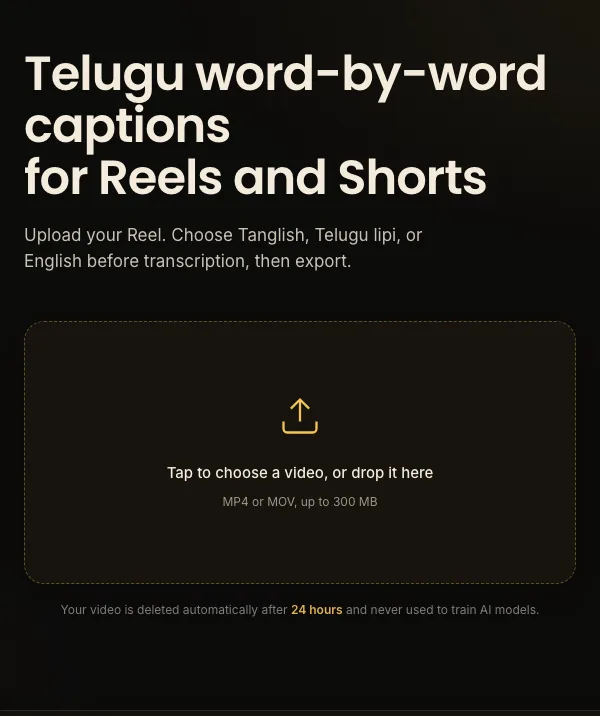 Telugu word-by-word
captions
for Reels and Shorts
Upload your Reel. Choose Tanglish, Telugu lipi, or
English before transcription, then export.
Tap to choose a video, or drop it here
MP4 or MOV, up to 300 MB
Your video is deleted automatically after 24 hours and never used to train AI models.